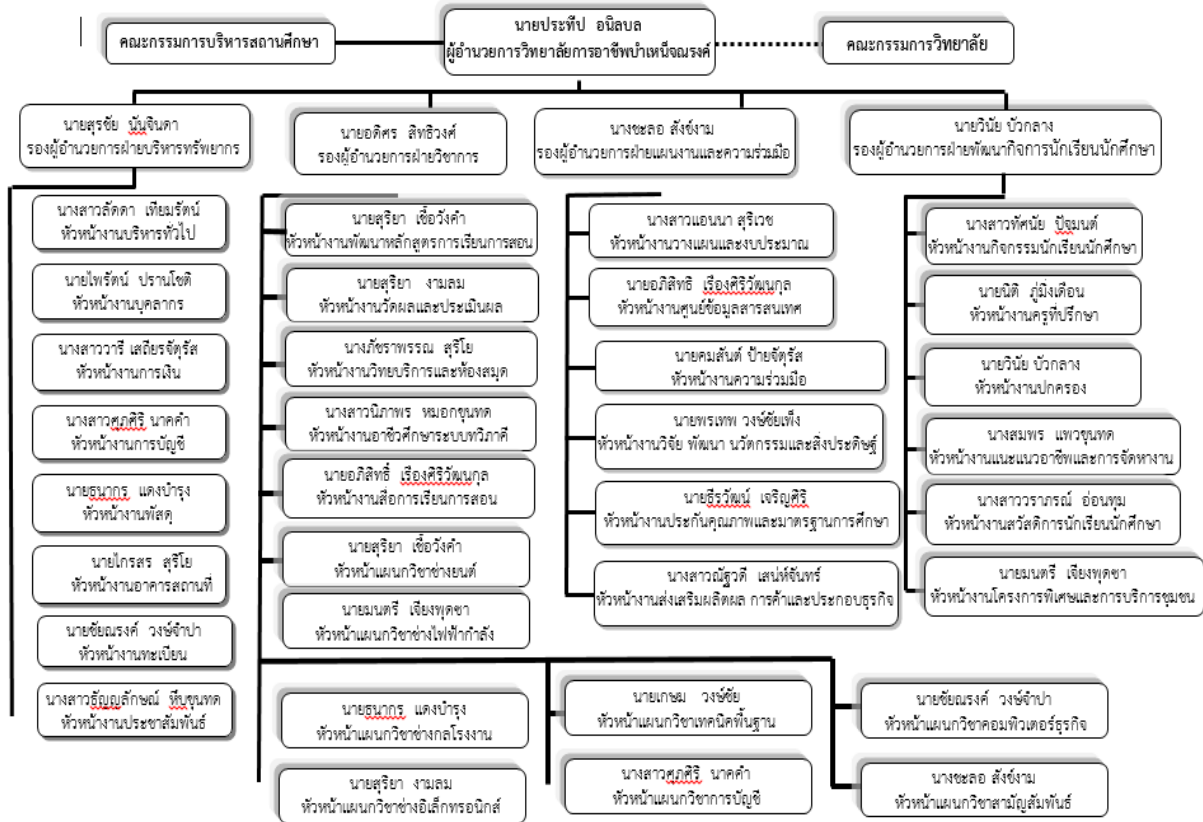 คณะกรรมการบริหารสถานศึกษา
นายประทีป อนิลบล
ผู้อำนวยการวิทยาลัยการอาชีพบำเหน็จณรงค์
คณะกรรมการวิทยาลัย
นายสุรชัย นันจินดา
รองผู้อำนวยการฝ่ายบริหารทรัพยากร
นายอดิศร สิทธิวงศ์
รองผู้อำนวยการฝ่ายวิชาการ
นางชะลอ สังข์งาม
รองผู้อำนวยการฝ่ายแผนงานและความร่วมมือ
นายวินัย บัวกลาง
รองผู้อำนวยการฝ่ายพัฒนากิจการนักเรียนนักศึกษา
นางสาวลัดดา เทียมรัตน์
หัวหน้างานบริหารทั่วไป
นายไพรัตน์ ปรานโชติ
หัวหน้างานบุคลากร
นางสาววารี เสถียรจัตุรัส
หัวหน้างานการเงิน
นางสาวศุภศิริ นาคคำ
หัวหน้างานการบัญชี
นายธนากร แดงบำรุง
หัวหน้างานพัสดุ
นายไกรสร สุริโย
หัวหน้างานอาคารสถานที่
นายชัยณรงค์ วงษ์จำปา
หัวหน้างานทะเบียน
นางสาวธัญญลักษณ์ หีบขุนทด
หัวหน้างานประชาสัมพันธ์
นายสุริยา เชื้อวังคำ
หัวหน้างานพัฒนาหลักสูตรการเรียนการสอน
นายสุริยา งามลม
หัวหน้างานวัดผลและประเมินผล
นางภัชราพรรณ สุริโย
หัวหน้างานวิทยบริการและห้องสมุด
นางสาวนิภาพร หมอกขุนทด
หัวหน้างานอาชีวศึกษาระบบทวิภาคี
นายอภิสิทธิ์ เรืองศิริวัฒนกุล
หัวหน้างานสื่อการเรียนการสอน
นายสุริยา เชื้อวังคำ
หัวหน้าแผนกวิชาช่างยนต์
นายมนตรี เจียงพุดซา
หัวหน้าแผนกวิชาช่างไฟฟ้ากำลัง
นางสาวแอนนา สุริเวช
หัวหน้างานวางแผนและงบประมาณ
นายอภิสิทธิ เรืองศิริวัฒนกุล
หัวหน้างานศูนย์ข้อมูลสารสนเทศ
นายคมสันต์ ป้ายจัตุรัส
หัวหน้างานความร่วมมือ
นายพรเทพ วงษ์ชัยเพ็ง
หัวหน้างานวิจัย พัฒนา นวัตกรรมและสิ่งประดิษฐ์
นายธีรวัฒน์ เจริญศิริ
หัวหน้างานประกันคุณภาพและมาตรฐานการศึกษา
นางสาวณัฐวดี เสน่ห์จันทร์
หัวหน้างานส่งเสริมผลิตผล การค้าและประกอบธุรกิจ
นางสาวทัศนัย ปัจมนต์
หัวหน้างานกิจกรรมนักเรียนนักศึกษา
นายนิติ ภู่มิ่งเดือน
หัวหน้างานครูที่ปรึกษา
นายวินัย บัวกลาง
หัวหน้างานปกครอง
นางสมพร แพวขุนทด
หัวหน้างานแนะแนวอาชีพและการจัดหางาน
นางสาววราภรณ์ อ่อนทุม
หัวหน้างานสวัสดิการนักเรียนนักศึกษา
นายมนตรี เจียงพุดซา
หัวหน้างานโครงการพิเศษและการบริการชุมชน
นายธนากร แดงบำรุง
หัวหน้าแผนกวิชาช่างกลโรงงาน
นายสุริยา งามลม
หัวหน้าแผนกวิชาช่างอิเล็กทรอนิกส์
นายเกษม วงษ์ชัย
หัวหน้าแผนกวิชาเทคนิคพื้นฐาน
นางสาวศุภศิริ นาคคำ
หัวหน้าแผนกวิชาการบัญชี
นายชัยณรงค์ วงษ์จำปา
หัวหน้าแผนกวิชาคอมพิวเตอร์ธุรกิจ
นางชะลอ สังข์งาม
หัวหน้าแผนกวิชาสามัญสัมพันธ์